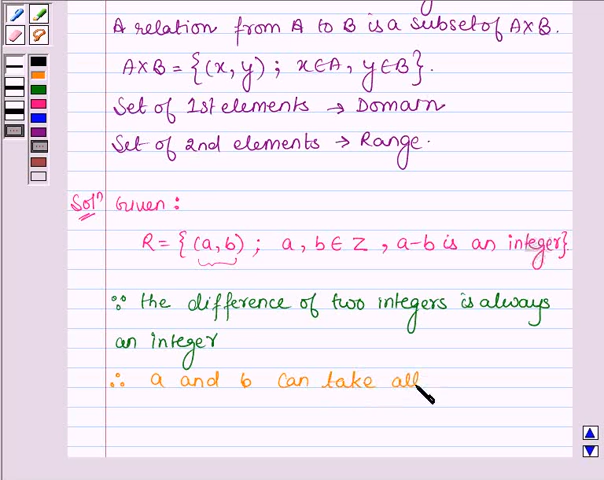 A relation from A to B is a subset of A×B.
A×B = {(x, y) ; x∈A, y∈B}.
Set of 1st elements → Domain
Set of 2nd elements → Range.
Solⁿ Given :
R = {(a, b) ; a, b ∈ Z , a-b is an integer}
∵ the difference of two integers is always
an integer
∴ a and b can take all